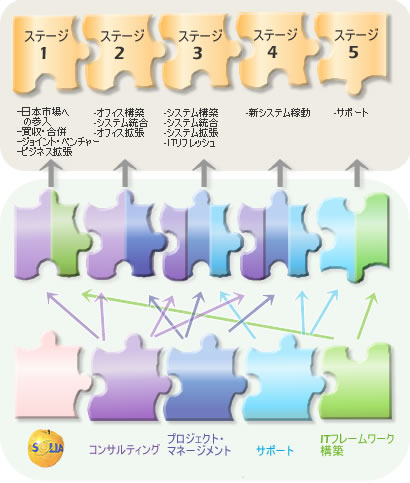 ステージ
1
ステージ
2
ステージ
3
ステージ
4
ステージ
5
-日本市場へ
の参入
-買収・合併
-ジョイント・ベンチャー
-ビジネス拡張
-オフィス構築
-システム統合
-オフィス拡張
-システム構築
-システム統合
-システム拡張
-ITリフレッシュ
-新システム稼動
-サポート
コンサルティング
プロジェクト・
マネージメント
サポート
ITフレームワーク
構築